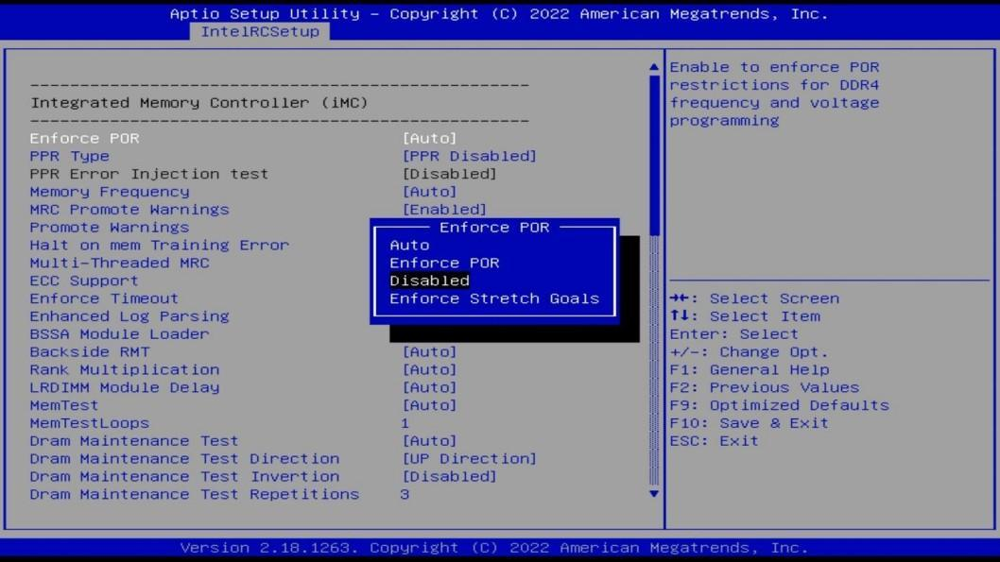 Aptio Setup Utility – Copyright (C) 2022 American Megatrends, Inc.
IntelRCSetup
------------------------------------------------
Integrated Memory Controller (iMC)
------------------------------------------------
Enforce POR [Auto]
PPR Type [PPR Disabled]
PPR Error Injection test [Disabled]
Memory Frequency [Auto]
MRC Promote Warnings [Enabled]
Promote Warnings
Halt on mem Training Error
Multi-Threaded MRC
ECC Support
Enforce Timeout
Enhanced Log Parsing
BSSA Module Loader
Backside RMT [Auto]
Rank Multiplication [Auto]
LRDIMM Module Delay [Auto]
MemTest [Auto]
MemTestLoops 1
Dram Maintenance Test [Auto]
Dram Maintenance Test Direction [UP Direction]
Dram Maintenance Test Invertion [Disabled]
Dram Maintenance Test Repetitions 3
Enforce POR
Auto
Enforce POR
Disabled
Enforce Stretch Goals
Enable to enforce POR
restrictions for DDR4
frequency and voltage
programming
→←: Select Screen
↑↓: Select Item
Enter: Select
+/-: Change Opt.
F1: General Help
F2: Previous Values
F9: Optimized Defaults
F10: Save & Exit
ESC: Exit
Version 2.18.1263. Copyright (C) 2022 American Megatrends, Inc.